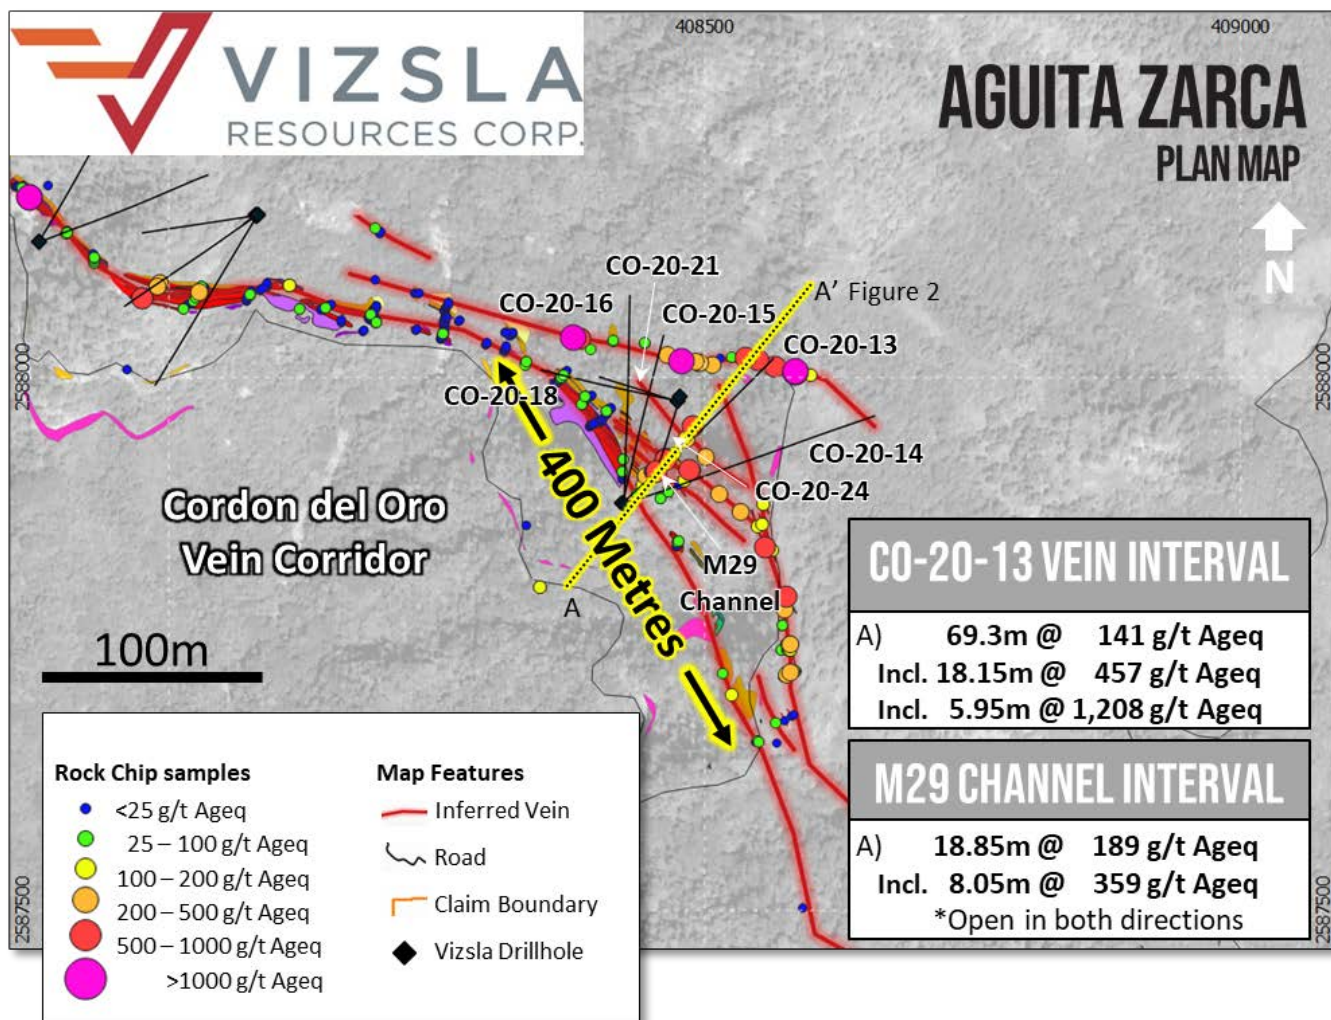 VIZSLA
RESOURCES CORP.
408500
409000
AGUITA ZARCA
PLAN MAP
N
CO-20-21
A' Figure 2
CO-20-16
CO-20-15
CO-20-13
2588000
2588000
CO-20-18
CO-20-14
400 Metres
CO-20-24
Cordon del Oro
Vein Corridor
M29
Channel
A
100m
CO-20-13 VEIN INTERVAL
A) 69.3m @ 141 g/t Ageq
Incl. 18.15m @ 457 g/t Ageq
Incl. 5.95m @ 1,208 g/t Ageq
M29 CHANNEL INTERVAL
A) 18.85m @ 189 g/t Ageq
Incl. 8.05m @ 359 g/t Ageq
*Open in both directions
2587500
2587500
Rock Chip samples
<25 g/t Ageq
25 – 100 g/t Ageq
100 – 200 g/t Ageq
200 – 500 g/t Ageq
500 – 1000 g/t Ageq
>1000 g/t Ageq
Map Features
Inferred Vein
Road
Claim Boundary
Vizsla Drillhole